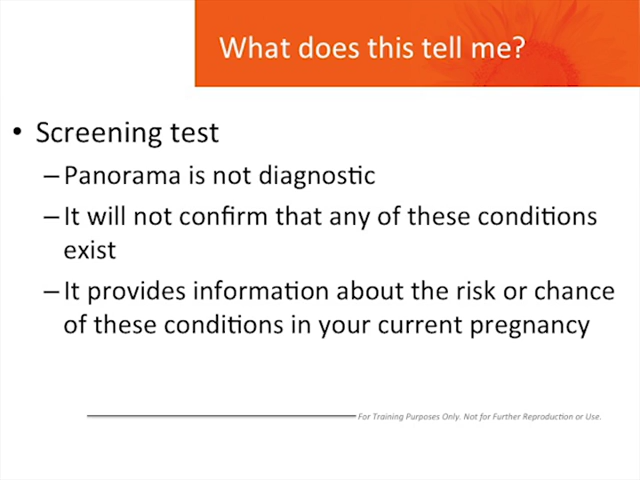 What does this tell me?
• Screening test
– Panorama is not diagnostic
– It will not confirm that any of these conditions
exist
– It provides information about the risk or chance
of these conditions in your current pregnancy
For Training Purposes Only. Not for Further Reproduction or Use.